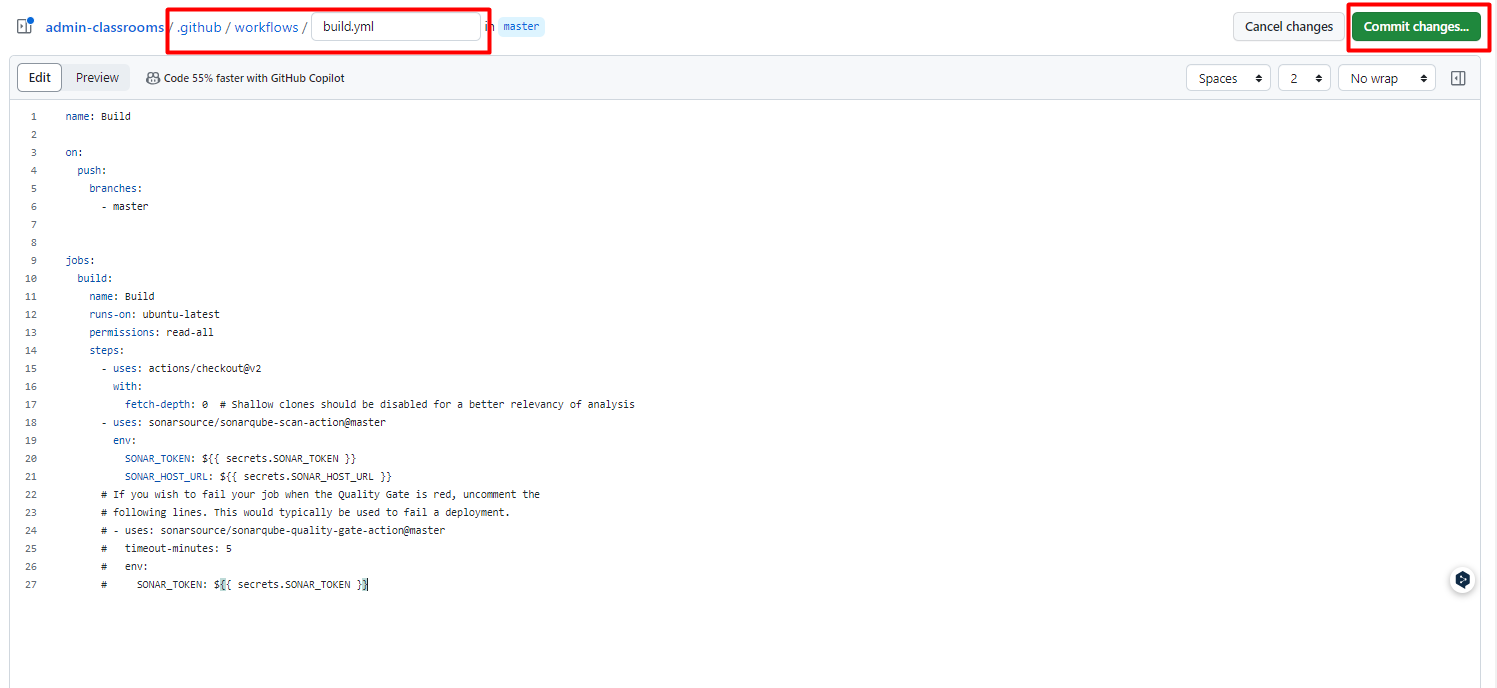 admin-classrooms / .github / workflows / build.yml in master Cancel changes Commit changes...
Edit Preview Code 55% faster with GitHub Copilot Spaces 2 No wrap
1 name: Build
2
3 on:
4   push:
5     branches:
6       - master
7
8
9 jobs:
10   build:
11     name: Build
12     runs-on: ubuntu-latest
13     permissions: read-all
14     steps:
15       - uses: actions/checkout@v2
16         with:
17           fetch-depth: 0  # Shallow clones should be disabled for a better relevancy of analysis
18       - uses: sonarsource/sonarqube-scan-action@master
19         env:
20           SONAR_TOKEN: ${{ secrets.SONAR_TOKEN }}
21           SONAR_HOST_URL: ${{ secrets.SONAR_HOST_URL }}
22       # If you wish to fail your job when the Quality Gate is red, uncomment the
23       # following lines. This would typically be used to fail a deployment.
24       # - uses: sonarsource/sonarqube-quality-gate-action@master
25       #   timeout-minutes: 5
26       #   env:
27       #     SONAR_TOKEN: ${{ secrets.SONAR_TOKEN }}